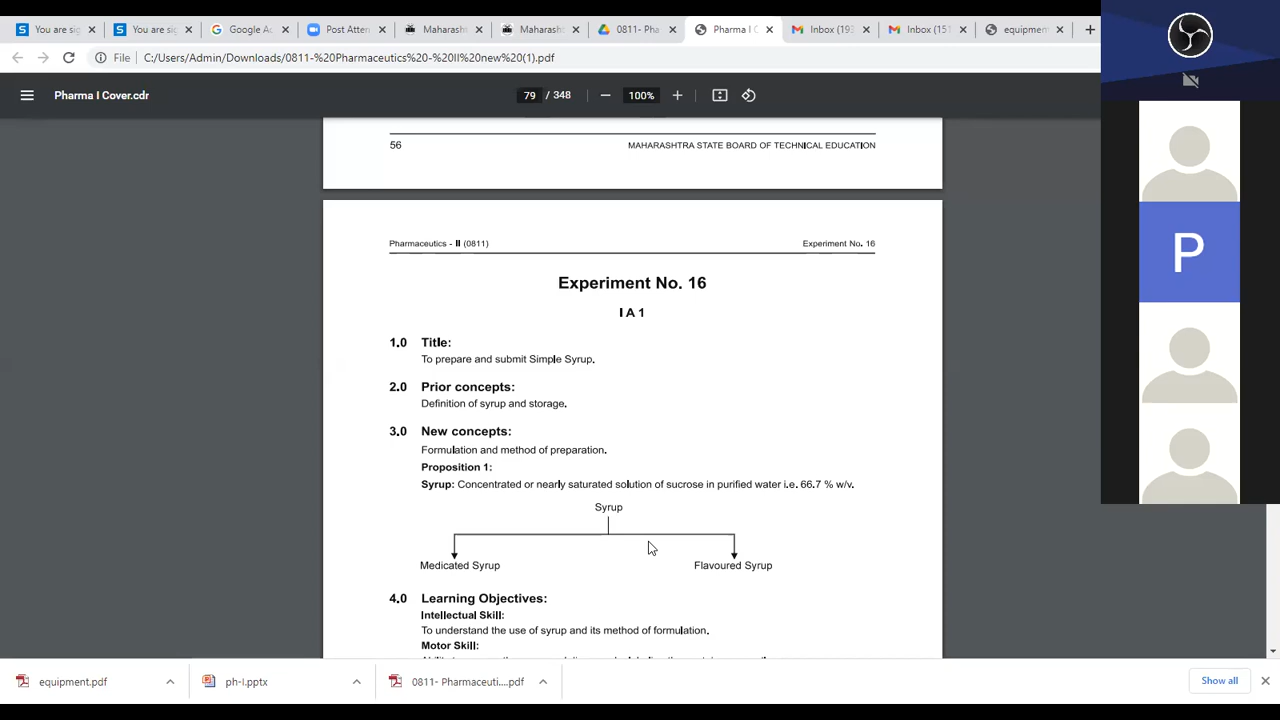 You are sig
You are sig
Google Ac
Post Atten
Maharash
Maharash
0811- Pha
Pharma I C
Inbox (193
Inbox (151
equipment
File
C:/Users/Admin/Downloads/0811-%20Pharmaceutics%20-%20II%20new%20(1).pdf
Pharma I Cover.cdr
79 / 348
100%
56
MAHARASHTRA STATE BOARD OF TECHNICAL EDUCATION
Pharmaceutics - II (0811)
Experiment No. 16
Experiment No. 16
I A 1
1.0 Title:
To prepare and submit Simple Syrup.
2.0 Prior concepts:
Definition of syrup and storage.
3.0 New concepts:
Formulation and method of preparation.
Proposition 1:
Syrup: Concentrated or nearly saturated solution of sucrose in purified water i.e. 66.7 % w/v.
Syrup
Medicated Syrup
Flavoured Syrup
4.0 Learning Objectives:
Intellectual Skill:
To understand the use of syrup and its method of formulation.
Motor Skill:
P
equipment.pdf
ph-I.pptx
0811- Pharmaceuti....pdf
Show all